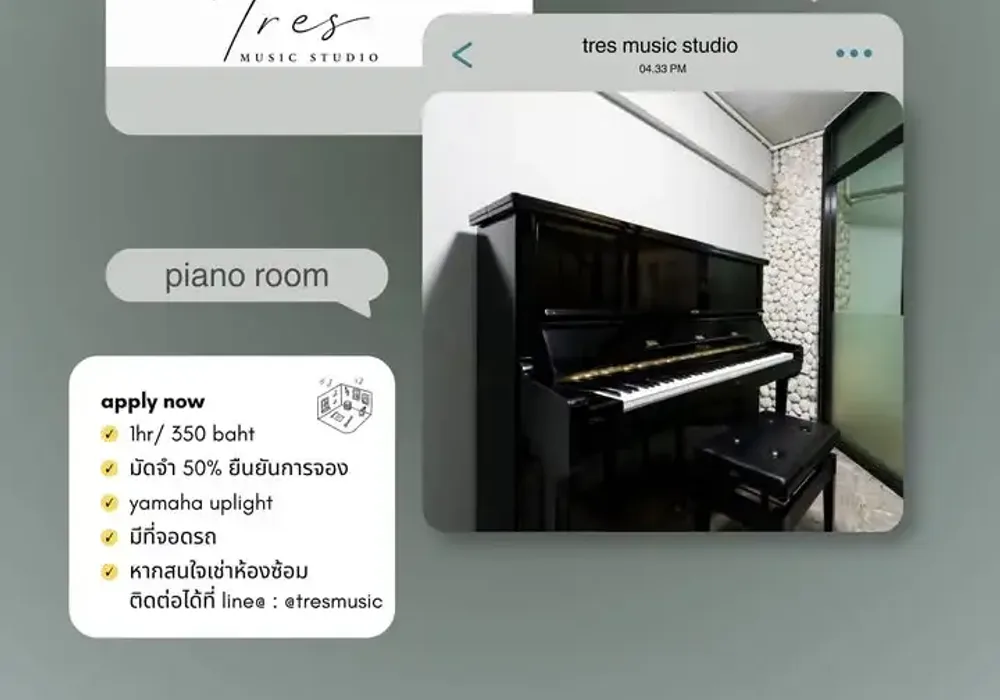 Tres
MUSIC STUDIO
tres music studio
04.33 PM
piano room
apply now
1hr/ 350 baht
มัดจำ 50% ยืนยันการจอง
yamaha uplight
มีที่จอดรถ
หากสนใจเช่าห้องซ้อม
ติดต่อได้ที่ line@ : @tresmusic